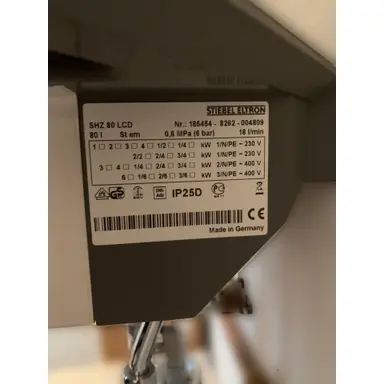 STIEBEL ELTRON
SHZ 80 LCD Nr.: 185454 - 8262 - 004809
80 l St em 0,6 MPa (6 bar) 18 l/min
1 □ 2 □ 3 □ 4 □ 1/2 □ 1/4 □ kW 1/N/PE ~ 230 V
2/2 □ 2/4 □ 3/4 □ kW 1/N/PE ~ 230 V
3 □ 4 □ 1/4 □ 2/4 □ 3/4 □ kW 2/N/PE ~ 400 V
6 □ 1/6 □ 2/6 □ 3/6 □ kW 3/N/PE ~ 400 V
GS IP25D
CE
Made in Germany